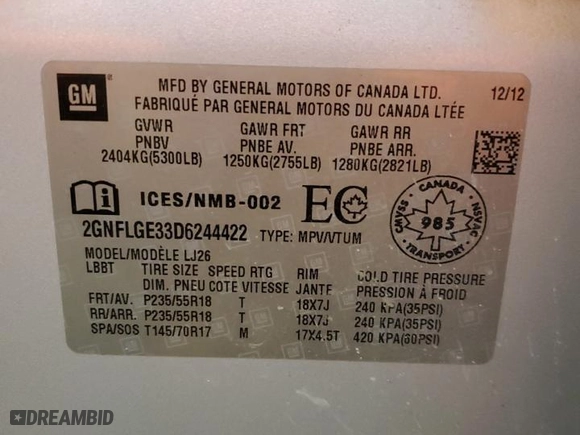 GM
MFD BY GENERAL MOTORS OF CANADA LTD. 12/12
FABRIQUÉ PAR GENERAL MOTORS DU CANADA LTÉE
GVWR GAWR FRT GAWR RR
PNBV PNBE AV. PNBE ARR.
2404KG(5300LB) 1250KG(2755LB) 1280KG(2821LB)
ICES/NMB-002 EC
CANADA
CMVSS 985 NSVAC
TRANSPORT
2GNFLGE33D6244422 TYPE: MPV/VTUM
MODEL/MODÈLE LJ26
LBBT TIRE SIZE SPEED RTG RIM COLD TIRE PRESSURE
DIM. PNEU COTE VITESSE JANTE PRESSION À FROID
FRT/AV. P235/55R18 T 18X7J 240 KPA(35PSI)
RR/ARR. P235/55R18 T 18X7J 240 KPA(35PSI)
SPA/SOS T145/70R17 M 17X4.5T 420 KPA(60PSI)
DREAMBID